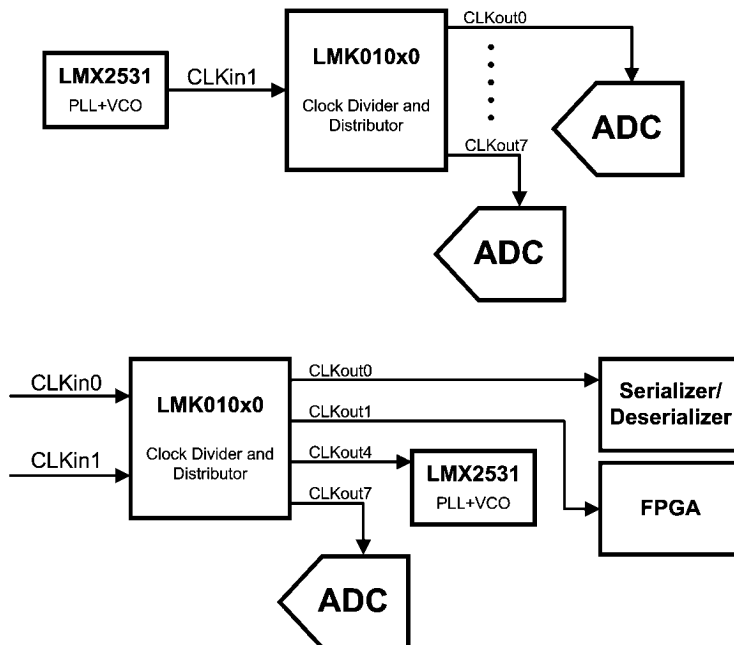 CLKout0
LMK010x0
LMX2531
PLL+VCO
CLKin1
Clock Divider and
Distributor
ADC
CLKout7
ADC
CLKin0
CLKin1
LMK010x0
Clock Divider and
Distributor
CLKout0
CLKout1
CLKout4
CLKout7
LMX2531
PLL+VCO
Serializer/
Deserializer
FPGA
ADC